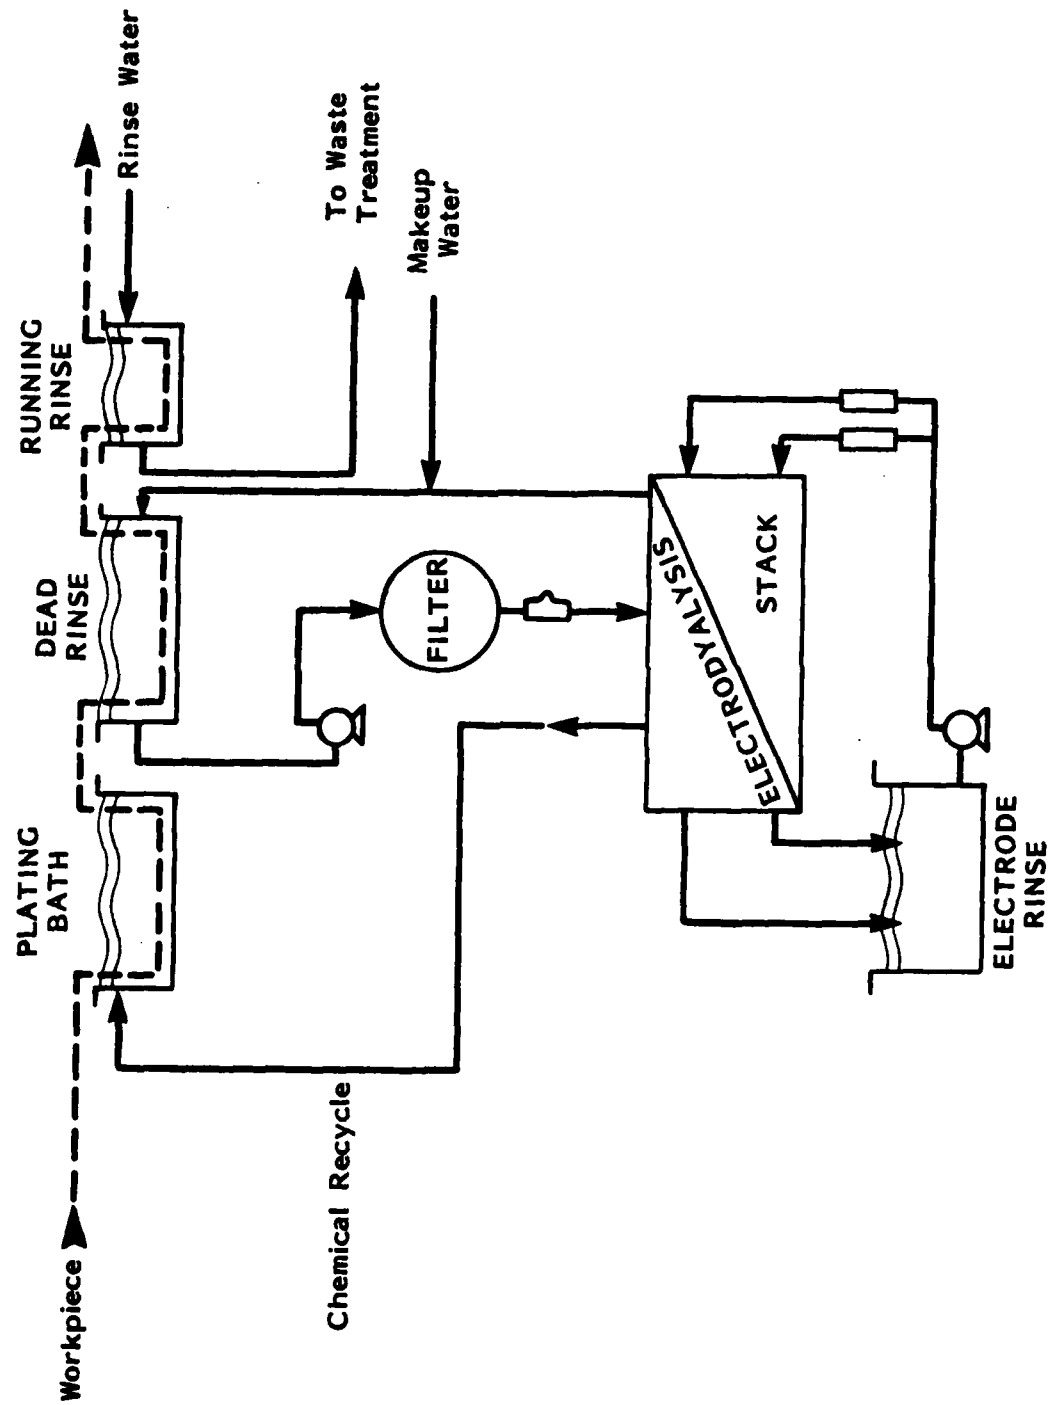 Workpiece
PLATING
BATH
DEAD
RINSE
RUNNING
RINSE
Rinse Water
To Waste
Treatment
Makeup
Water
Chemical Recycle
FILTER
ELECTRODYALYSIS
STACK
ELECTRODE
RINSE